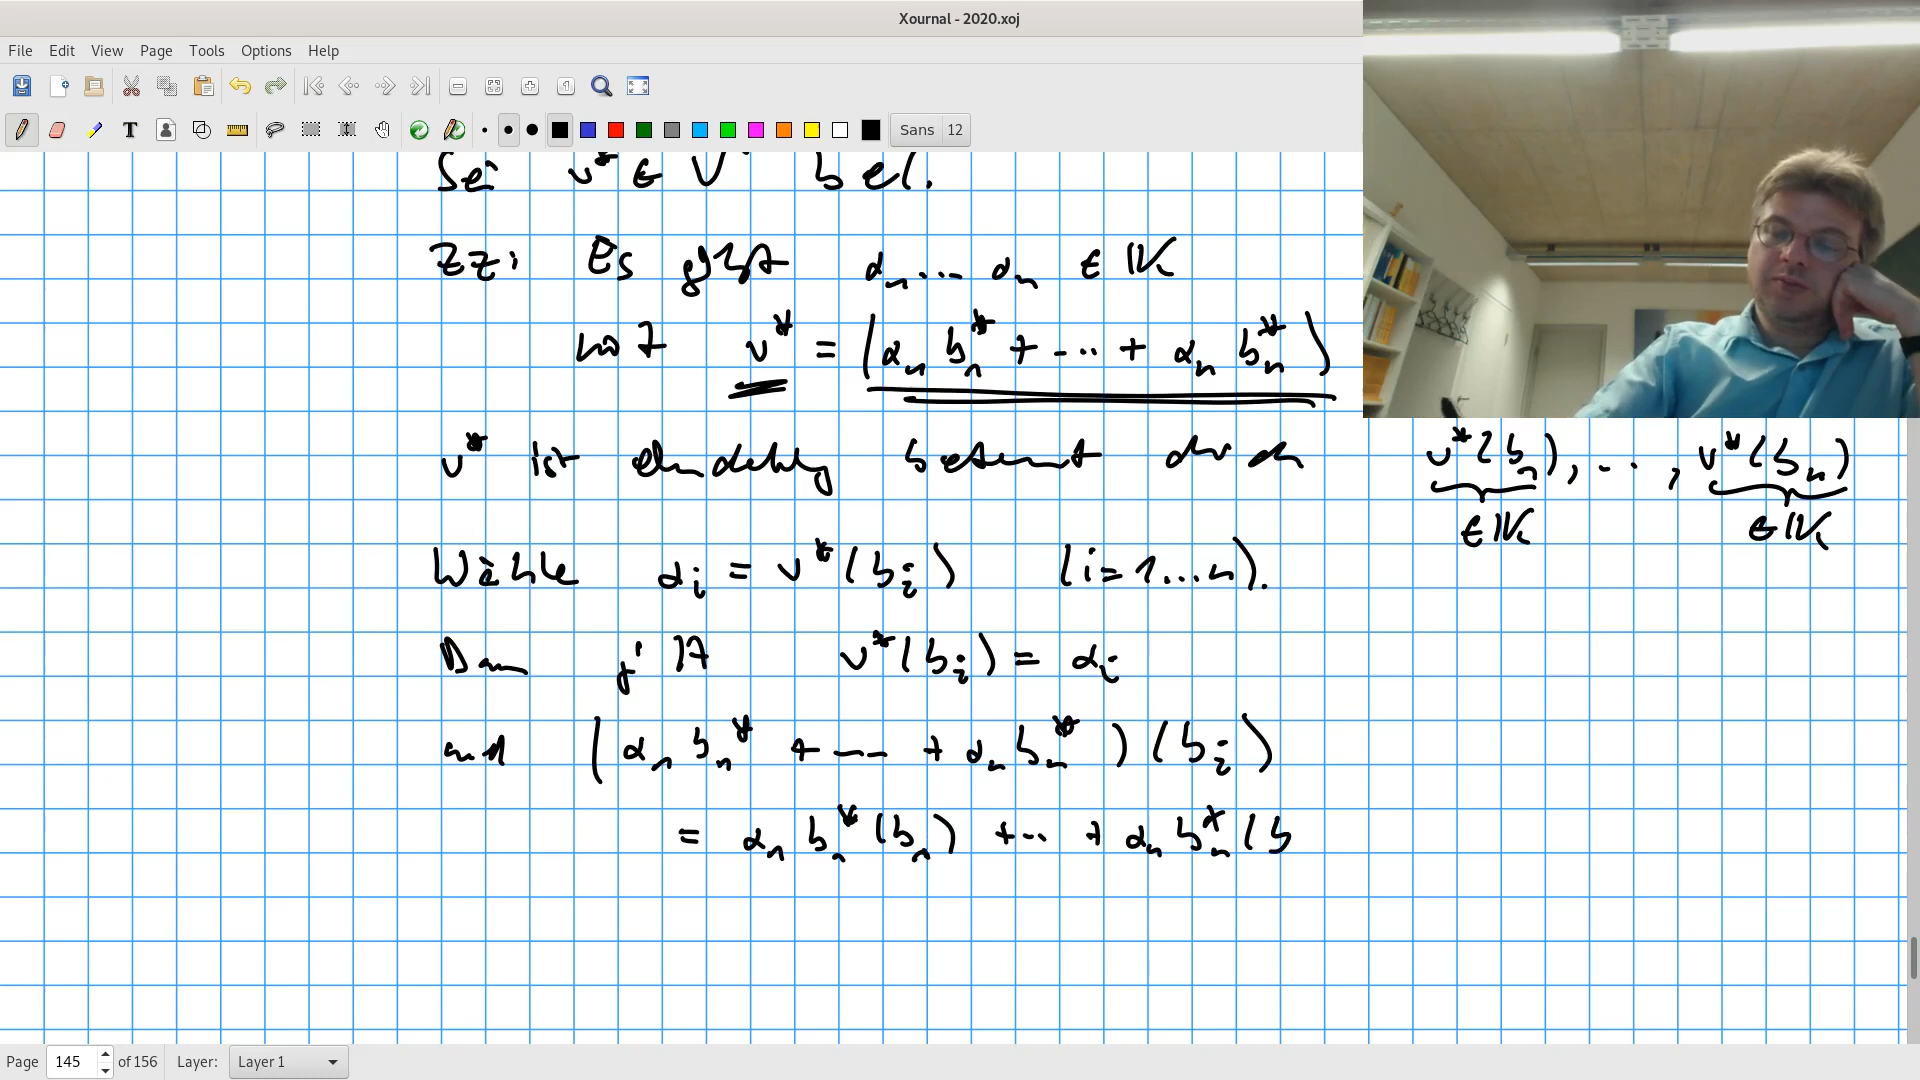 Xournal - 2020.xoj
File Edit View Page Tools Options Help
Sans 12
Sei v* ∈ V* bel.
Zz: Es gibt α₁ ... αₙ ∈ 𝕂
mit v* = (α₁ b₁* + ... + αₙ bₙ*)
v* ist eindeutig bestimmt durch v*(b₁), ..., v*(bₙ)
∈ 𝕂 ∈ 𝕂
Wähle αᵢ = v*(bᵢ) (i=1...n).
Dann gilt v*(bᵢ) = αᵢ
und (α₁ b₁* + ... + αₙ bₙ*)(bᵢ)
= α₁ b₁*(b₁) + ... + αₙ bₙ*(b
Page 145 of 156 Layer: Layer 1